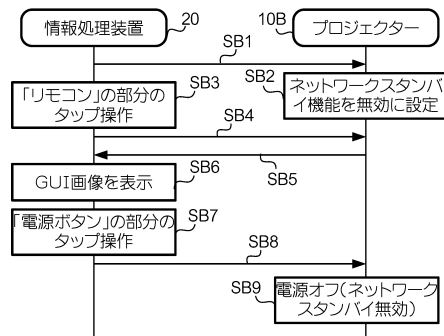 情報処理装置
20
10B
プロジェクター
SB1
SB2
ネットワークスタンバ
イ機能を無効に設定
SB3
「リモコン」の部分の
タップ操作
SB4
SB5
SB6
GUI画像を表示
SB7
「電源ボタン」の部分の
タップ操作
SB8
SB9
電源オフ(ネットワーク
スタンバイ無効)